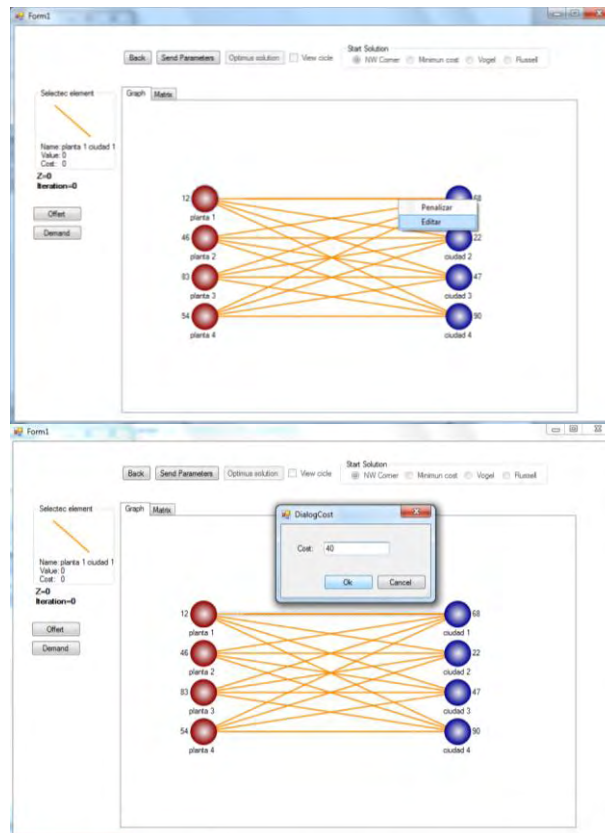 Form1
Back Send Parameters Optimus solution View cicle
Start Solution
NW Corner Minimun cost Vogel Russell
Selectec element
Graph Matrix
Name: planta 1 ciudad 1
Value: 0
Cost: 0
Z=0
Iteration=0
Offert
Demand
12 68
planta 1
Penalizar
Editar
46 22
planta 2 ciudad 2
83 47
planta 3 ciudad 3
54 90
planta 4 ciudad 4
Form1
Back Send Parameters Optimus solution View cicle
Start Solution
NW Corner Minimun cost Vogel Russell
Selectec element
Graph Matrix
DialogCost
Cost: 40
Ok Cancel
Name: planta 1 ciudad 1
Value: 0
Cost: 0
Z=0
Iteration=0
Offert
Demand
12 68
planta 1 ciudad 1
46 22
planta 2 ciudad 2
83 47
planta 3 ciudad 3
54 90
planta 4 ciudad 4